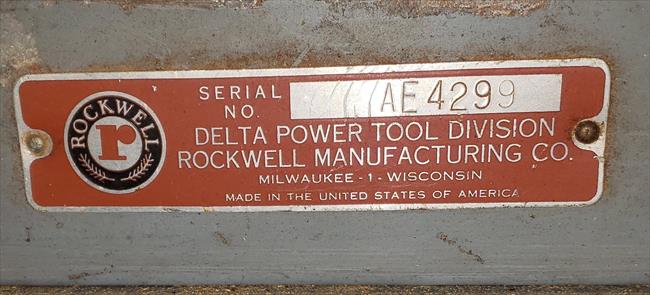 ROCKWELL
r
SERIAL
NO. AE4299
DELTA POWER TOOL DIVISION
ROCKWELL MANUFACTURING CO.
MILWAUKEE - 1 - WISCONSIN
MADE IN THE UNITED STATES OF AMERICA